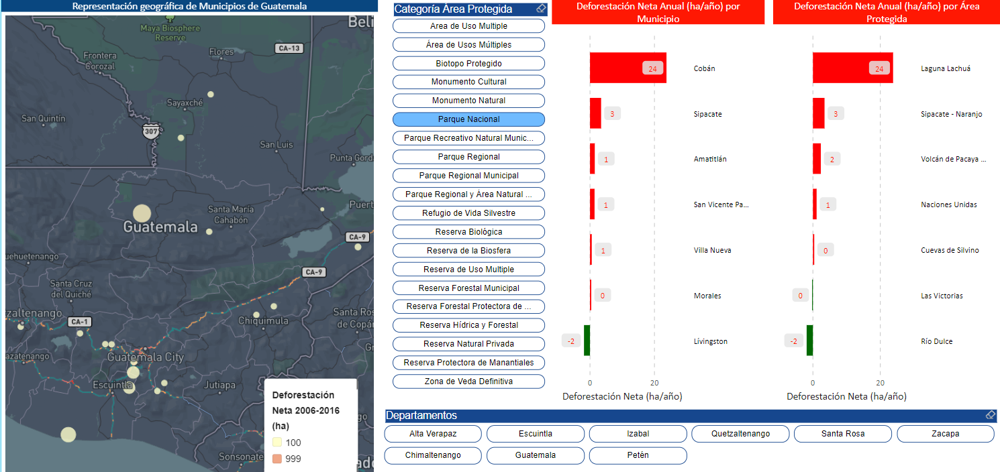 Representación geográfica de Municipios de Guatemala
Maya Biosphere
Reserve
Beli
CA-13
Flores
Frontera
Corozal
Sayaxché
San Quintín
307
San Luis
Punta Gord
Santa María
Cahabón
Puert
Guatemala
CA-9
uehuetenango
CA-9
Santa Cruz
del Quiché
zaltenango
CA-1
Chiquimula
Santa Ros
de Copán
Guatemala City
azatenango
Escuintla
Jutiapa
Sonsonate
Deforestación
Neta 2006-2016
(ha)
100
999
Categoría Área Protegida
Area de Uso Multiple
Área de Usos Múltiples
Biotopo Protegido
Monumento Cultural
Monumento Natural
Parque Nacional
Parque Recreativo Natural Munic...
Parque Regional
Parque Regional Municipal
Parque Regional y Área Natural ...
Refugio de Vida Silvestre
Reserva Biológica
Reserva de la Biosfera
Reserva de Uso Multiple
Reserva Forestal Municipal
Reserva Forestal Protectora de ...
Reserva Hídrica y Forestal
Reserva Natural Privada
Reserva Protectora de Manantiales
Zona de Veda Definitiva
Deforestación Neta Anual (ha/año) por
Municipio
24 Cobán
3 Sipacate
1 Amatitlán
1 San Vicente Pa...
1 Villa Nueva
0 Morales
-2 Lívingston
0 20
Deforestación Neta (ha/año)
Deforestación Neta Anual (ha/año) por Área
Protegida
24 Laguna Lachuá
3 Sipacate - Naranjo
2 Volcán de Pacaya ...
1 Naciones Unidas
0 Cuevas de Silvino
0 Las Victorias
-2 Río Dulce
0 20
Deforestación Neta (ha/año)
Departamentos
Alta Verapaz Escuintla Izabal Quetzaltenango Santa Rosa Zacapa
Chimaltenango Guatemala Petén